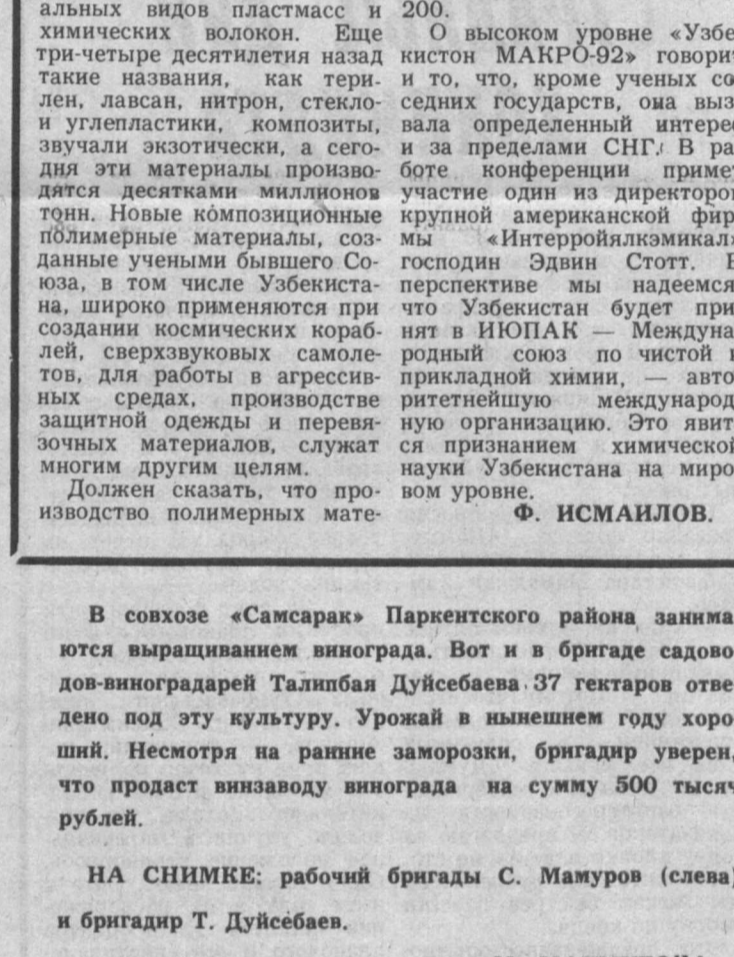 альных видов пластмасс и
химических волокон. Еще
три-четыре десятилетия назад
такие названия, как тери-
лен, лавсан, нитрон, стекло-
и углепластики, композиты,
звучали экзотически, а сего-
дня эти материалы произво-
дятся десятками миллионов
тонн. Новые композиционные
полимерные материалы, соз-
данные учеными бывшего Со-
юза, в том числе Узбекиста-
на, широко применяются при
создании космических кораб-
лей, сверхзвуковых самоле-
тов, для работы в агрессив-
ных средах, производстве
защитной одежды и перевя-
зочных материалов, служат
многим другим целям.
Должен сказать, что про-
изводство полимерных мате-
200.
О высоком уровне «Узбе
кистон МАКРО-92» говорит
и то, что, кроме ученых со
седних государств, она выз
вала определенный интерес
и за пределами СНГ. В ра
боте конференции примет
участие один из директоров
крупной американской фир
мы «Интерройялкэмикал»
господин Эдвин Стотт. В
перспективе мы надеемся
что Узбекистан будет при
нят в ИЮПАК — Междуна
родный союз по чистой и
прикладной химии, — авто
ритетнейшую международ
ную организацию. Это явит
ся признанием химической
науки Узбекистана на миро
вом уровне.
Ф. ИСМАИЛОВ.
В совхозе «Самсарак» Паркентского района занима
ются выращиванием винограда. Вот и в бригаде садово
дов-виноградарей Талипбая Дуйсебаева 37 гектаров отве
дено под эту культуру. Урожай в нынешнем году хоро
ший. Несмотря на ранние заморозки, бригадир уверен,
что продаст винзаводу винограда на сумму 500 тысяч
рублей.
НА СНИМКЕ: рабочий бригады С. Мамуров (слева)
и бригадир Т. Дуйсебаев.